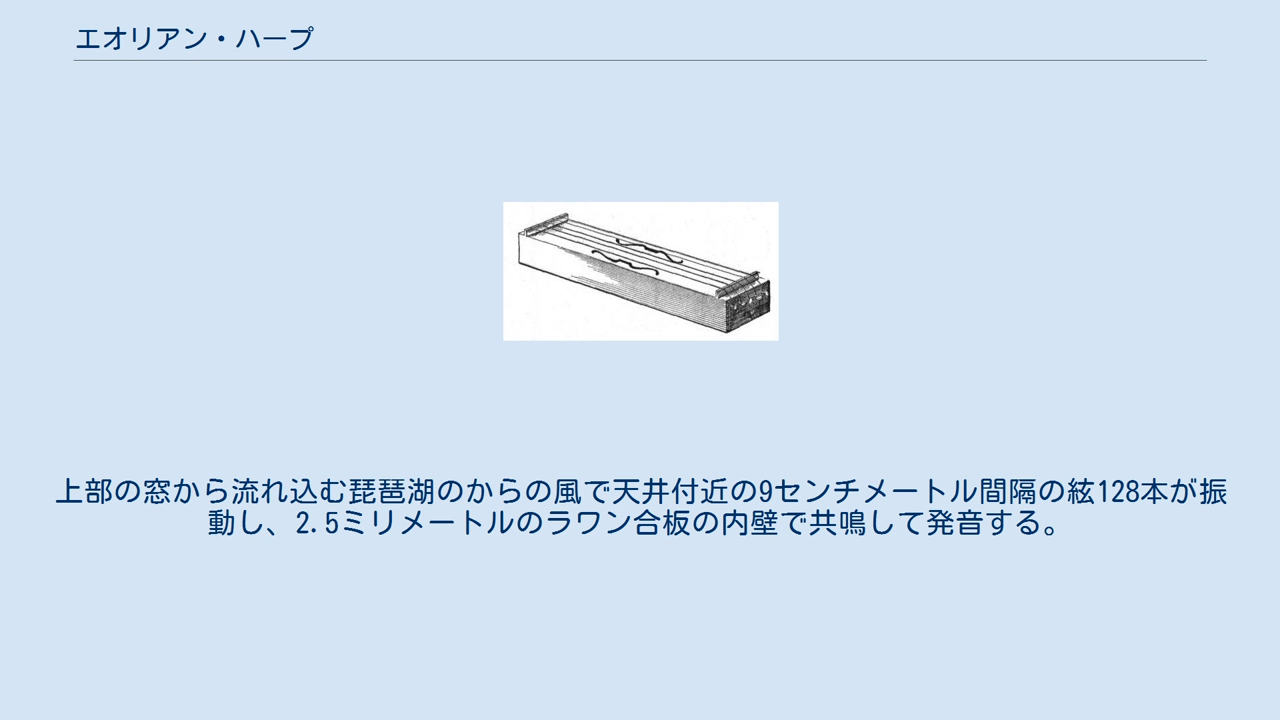 エオリアン・ハープ
上部の窓から流れ込む琵琶湖のからの風で天井付近の9センチメートル間隔の絃128本が振
動し、2.5ミリメートルのラワン合板の内壁で共鳴して発音する。